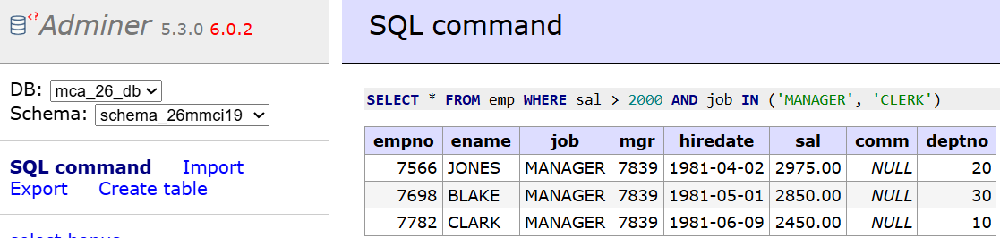 Adminer 5.3.0 6.0.2
DB: mca_26_db
Schema: schema_26mmci19
SQL command Import
Export Create table
SQL command
SELECT * FROM emp WHERE sal > 2000 AND job IN ('MANAGER', 'CLERK')
empno ename job mgr hiredate sal comm deptno
7566 JONES MANAGER 7839 1981-04-02 2975.00 NULL 20
7698 BLAKE MANAGER 7839 1981-05-01 2850.00 NULL 30
7782 CLARK MANAGER 7839 1981-06-09 2450.00 NULL 10